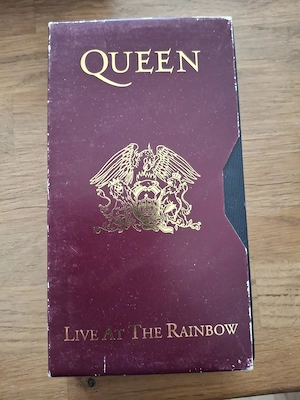 QUEEN
LIVE AT THE RAINBOW